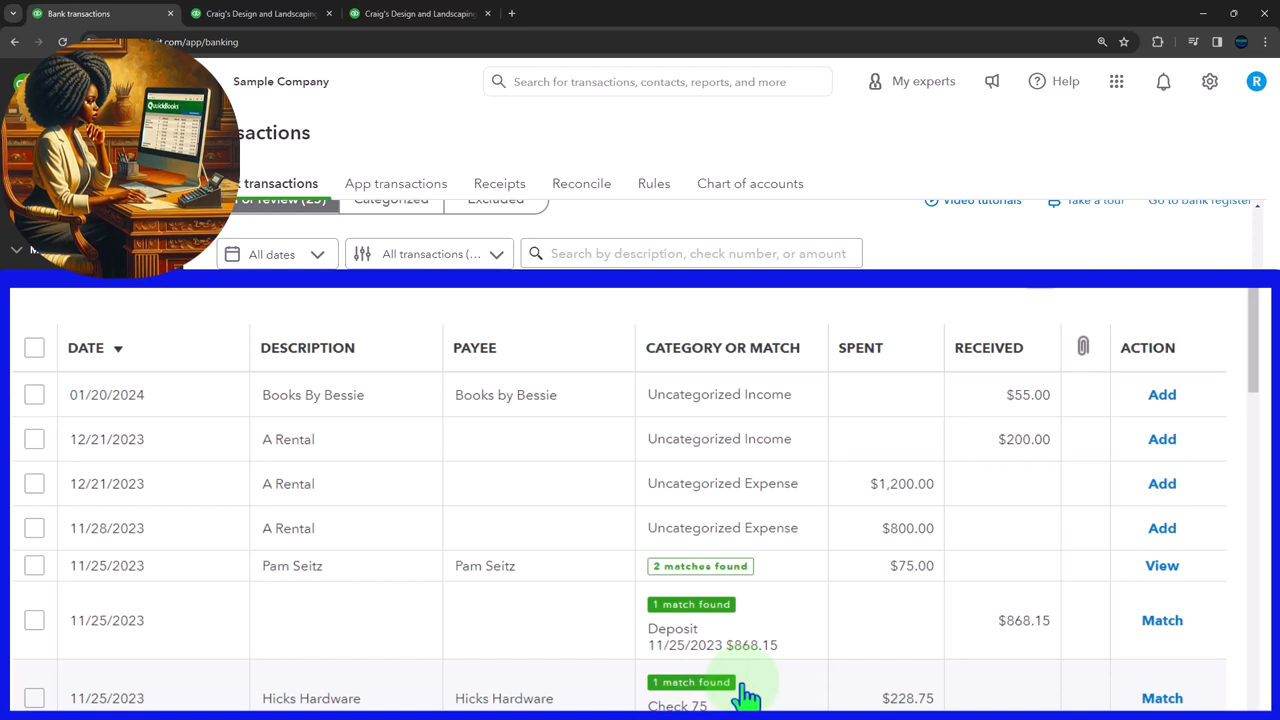 Bank transactions
Craig's Design and Landscaping
Craig's Design and Landscaping
it.com/app/banking
QuickBooks
Sample Company
Search for transactions, contacts, reports, and more
My experts
Help
R
sactions
k transactions
App transactions
Receipts
Reconcile
Rules
Chart of accounts
For review (25)
Categorized
Excluded
Video tutorials
Take a tour
Go to bank register
M
All dates
All transactions (...
Search by description, check number, or amount
DATE DESCRIPTION PAYEE CATEGORY OR MATCH SPENT RECEIVED ACTION
01/20/2024 Books By Bessie Books by Bessie Uncategorized Income $55.00 Add
12/21/2023 A Rental Uncategorized Income $200.00 Add
12/21/2023 A Rental Uncategorized Expense $1,200.00 Add
11/28/2023 A Rental Uncategorized Expense $800.00 Add
11/25/2023 Pam Seitz Pam Seitz 2 matches found $75.00 View
1 match found
11/25/2023 Deposit $868.15 Match
11/25/2023 $868.15
1 match found
11/25/2023 Hicks Hardware Hicks Hardware $228.75 Match
Check 75